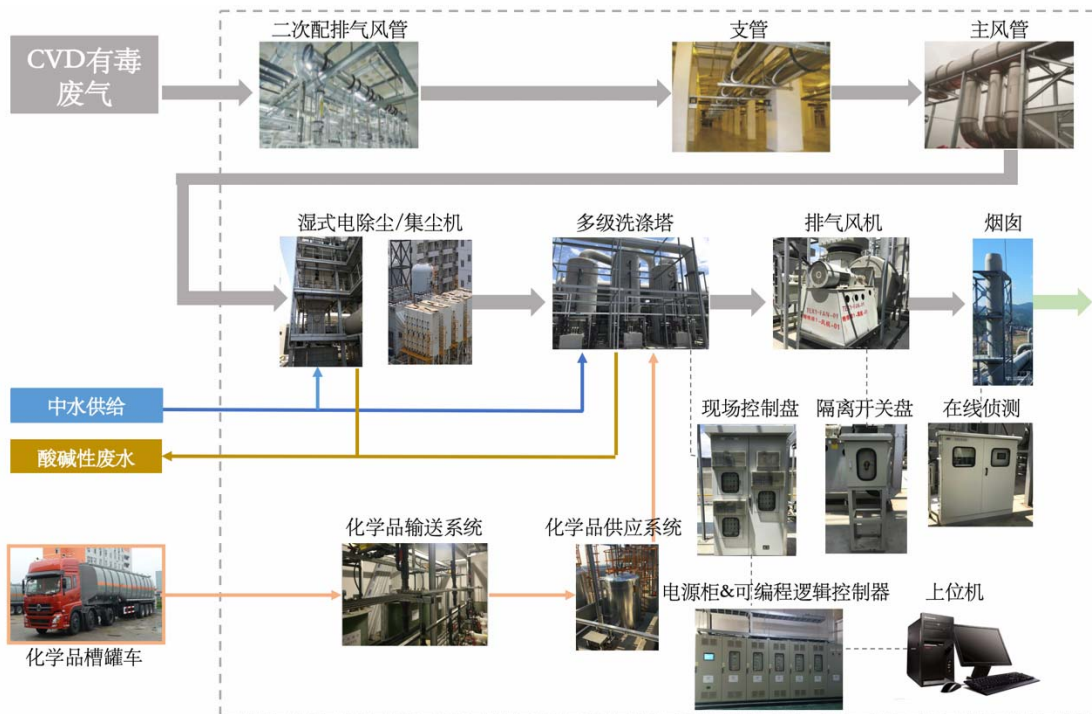 CVD有毒
废气
二次配排气风管
支管
主风管
湿式电除尘/集尘机
多级洗涤塔
排气风机
烟囱
中水供给
酸碱性废水
现场控制盘
隔离开关盘
在线侦测
化学品输送系统
化学品供应系统
化学品槽罐车
电源柜&可编程逻辑控制器
上位机